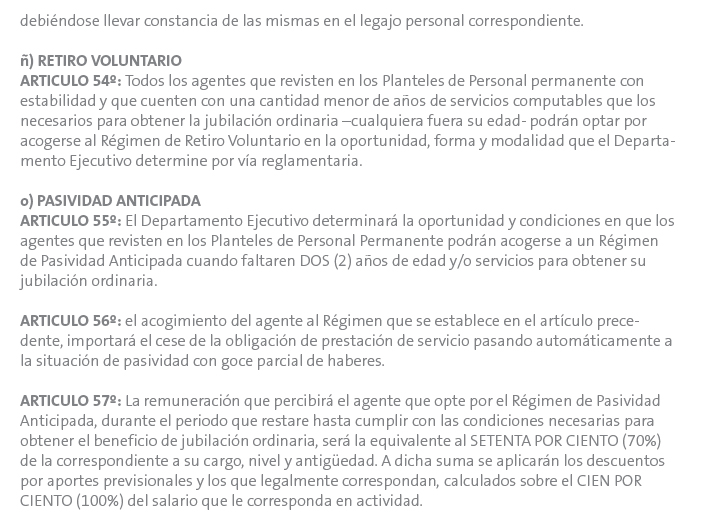 debiéndose llevar constancia de las mismas en el legajo personal correspondiente.
ñ) RETIRO VOLUNTARIO
ARTICULO 54º: Todos los agentes que revisten en los Planteles de Personal permanente con
estabilidad y que cuenten con una cantidad menor de años de servicios computables que los
necesarios para obtener la jubilación ordinaria –cualquiera fuera su edad- podrán optar por
acogerse al Régimen de Retiro Voluntario en la oportunidad, forma y modalidad que el Departa-
mento Ejecutivo determine por vía reglamentaria.
o) PASIVIDAD ANTICIPADA
ARTICULO 55º: El Departamento Ejecutivo determinará la oportunidad y condiciones en que los
agentes que revisten en los Planteles de Personal Permanente podrán acogerse a un Régimen
de Pasividad Anticipada cuando faltaren DOS (2) años de edad y/o servicios para obtener su
jubilación ordinaria.
ARTICULO 56º: el acogimiento del agente al Régimen que se establece en el artículo prece-
dente, importará el cese de la obligación de prestación de servicio pasando automáticamente a
la situación de pasividad con goce parcial de haberes.
ARTICULO 57º: La remuneración que percibirá el agente que opte por el Régimen de Pasividad
Anticipada, durante el periodo que restare hasta cumplir con las condiciones necesarias para
obtener el beneficio de jubilación ordinaria, será la equivalente al SETENTA POR CIENTO (70%)
de la correspondiente a su cargo, nivel y antigüedad. A dicha suma se aplicarán los descuentos
por aportes previsionales y los que legalmente correspondan, calculados sobre el CIEN POR
CIENTO (100%) del salario que le corresponda en actividad.